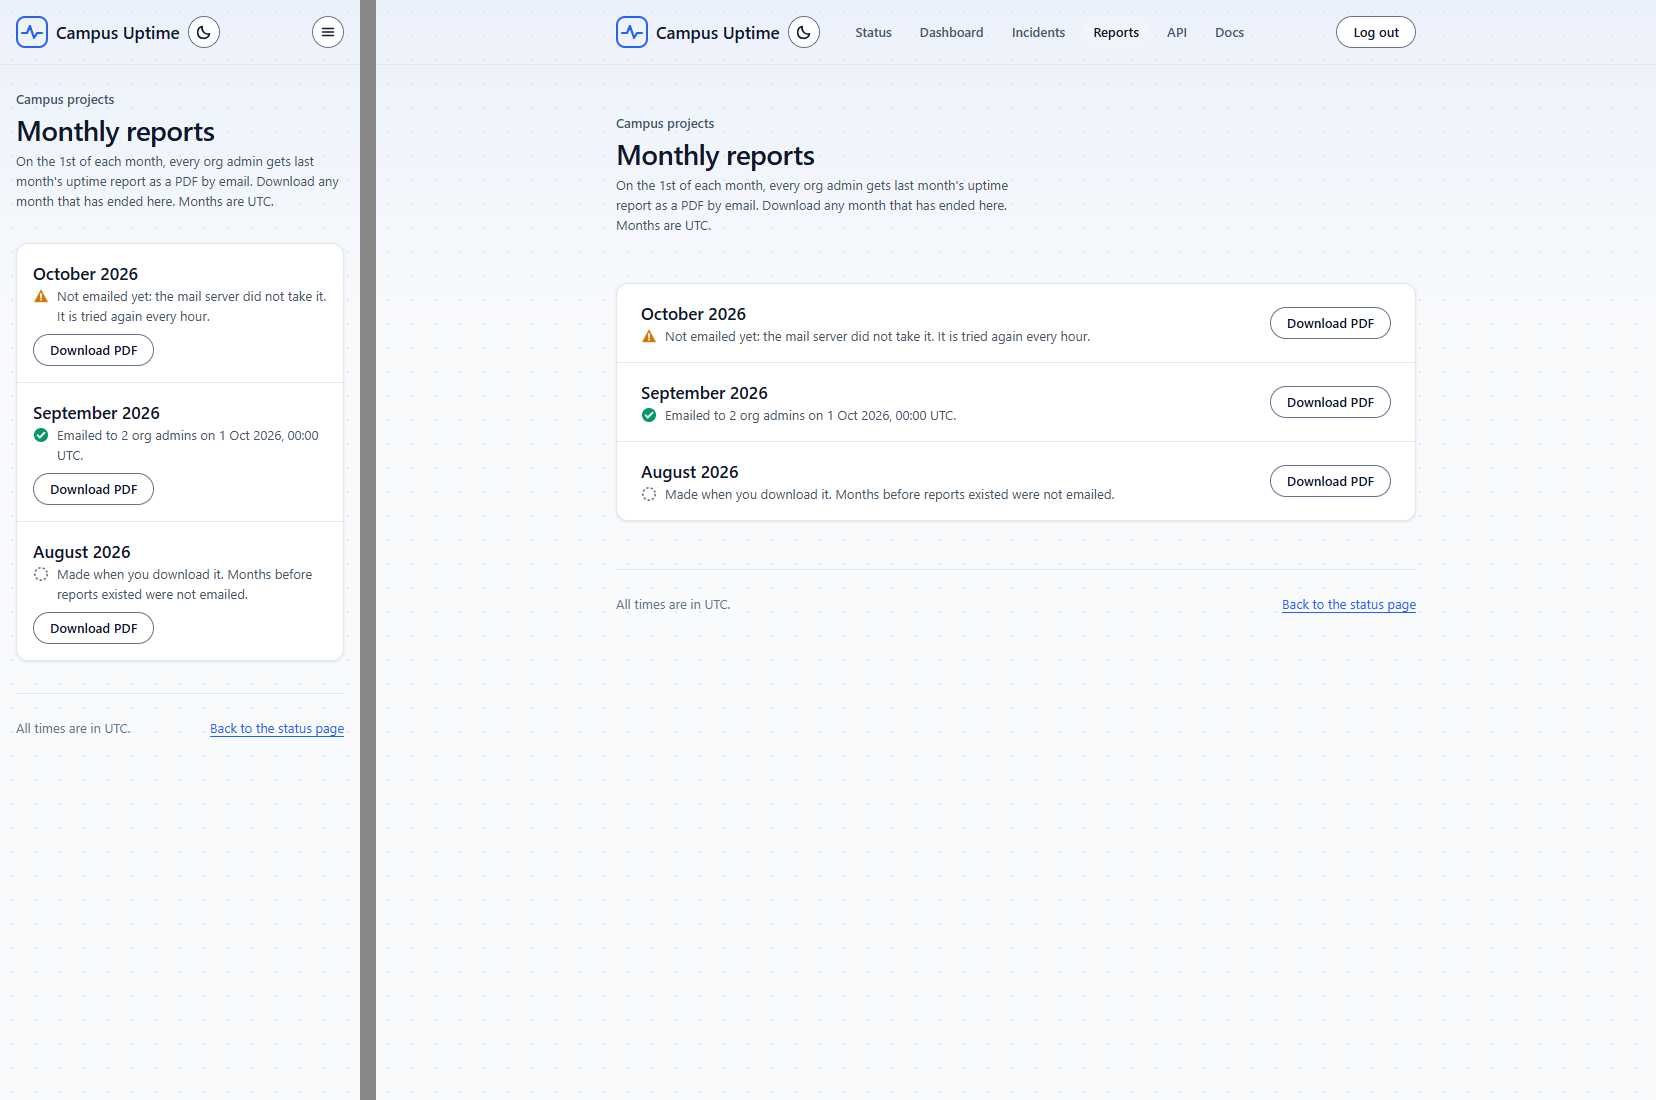 Campus Uptime
Campus projects
Monthly reports
On the 1st of each month, every org admin gets last
month's uptime report as a PDF by email. Download any
month that has ended here. Months are UTC.
October 2026
Not emailed yet: the mail server did not take it.
It is tried again every hour.
Download PDF
September 2026
Emailed to 2 org admins on 1 Oct 2026, 00:00
UTC.
Download PDF
August 2026
Made when you download it. Months before
reports existed were not emailed.
Download PDF
All times are in UTC. Back to the status page
Campus Uptime Status Dashboard Incidents Reports API Docs Log out
Campus projects
Monthly reports
On the 1st of each month, every org admin gets last month's uptime
report as a PDF by email. Download any month that has ended here.
Months are UTC.
October 2026
Not emailed yet: the mail server did not take it. It is tried again every hour.
Download PDF
September 2026
Emailed to 2 org admins on 1 Oct 2026, 00:00 UTC.
Download PDF
August 2026
Made when you download it. Months before reports existed were not emailed.
Download PDF
All times are in UTC. Back to the status page